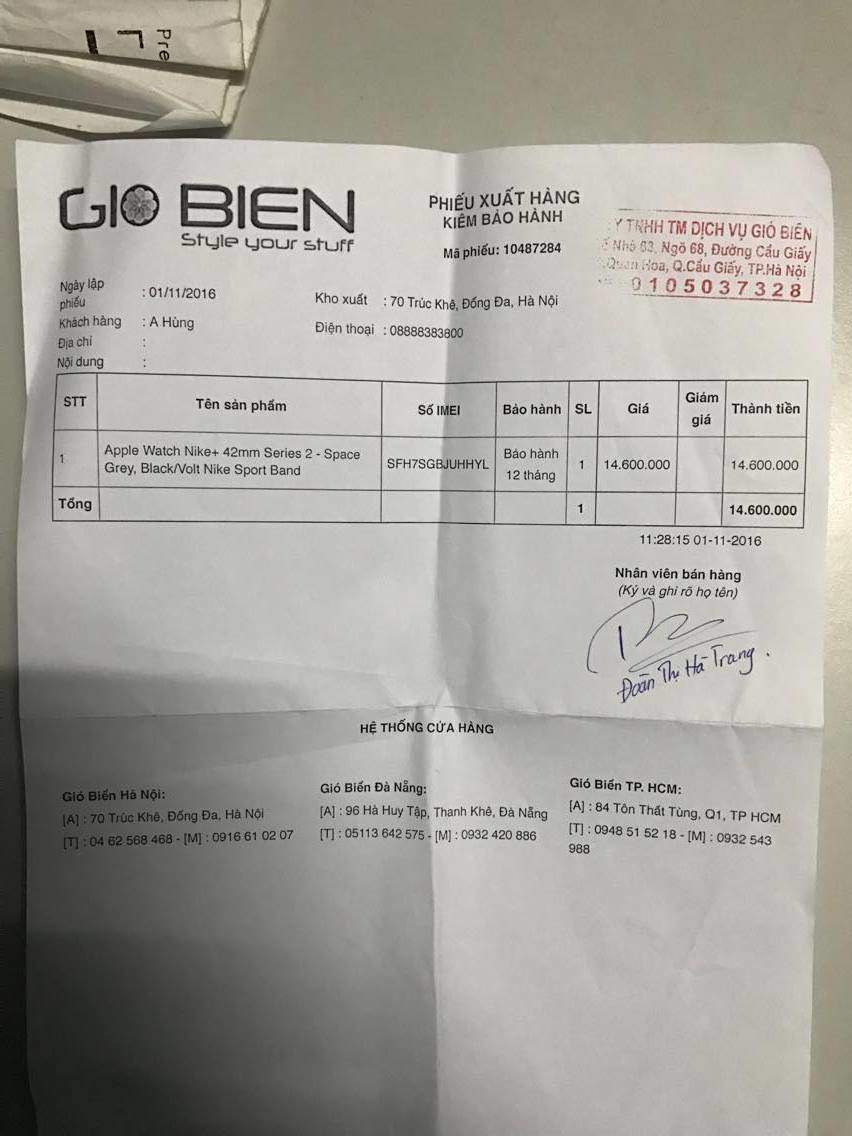 Pre
GIO BIEN
Style your stuff
PHIẾU XUẤT HÀNG
KIÊM BẢO HÀNH
Mã phiếu: 10487284
Y TNHH TM DỊCH VỤ GIÓ BIỂN
Nhà 63, Ngõ 68, Đường Cầu Giấy
Quan Hoa, Q.Cầu Giấy, TP.Hà Nội
0105037328
Ngày lập phiếu : 01/11/2016
Kho xuất : 70 Trúc Khê, Đống Đa, Hà Nội
Khách hàng : A Hùng
Điện thoại : 08888383800
Địa chỉ :
Nội dung :
STT Tên sản phẩm Số IMEI Bảo hành SL Giá Giảm giá Thành tiền
1 Apple Watch Nike+ 42mm Series 2 - Space Grey, Black/Volt Nike Sport Band SFH7SGBJUHHYL Bảo hành 12 tháng 1 14.600.000 14.600.000
Tổng 1 14.600.000
11:28:15 01-11-2016
Nhân viên bán hàng
(Ký và ghi rõ họ tên)
Đoàn Thị Hà Trang.
HỆ THỐNG CỬA HÀNG
Gió Biển Hà Nội:
[A] : 70 Trúc Khê, Đống Đa, Hà Nội
[T] : 04 62 568 468 - [M] : 0916 61 02 07
Gió Biển Đà Nẵng:
[A] : 96 Hà Huy Tập, Thanh Khê, Đà Nẵng
[T] : 05113 642 575 - [M] : 0932 420 886
Gió Biển TP. HCM:
[A] : 84 Tôn Thất Tùng, Q1, TP HCM
[T] : 0948 51 52 18 - [M] : 0932 543
988